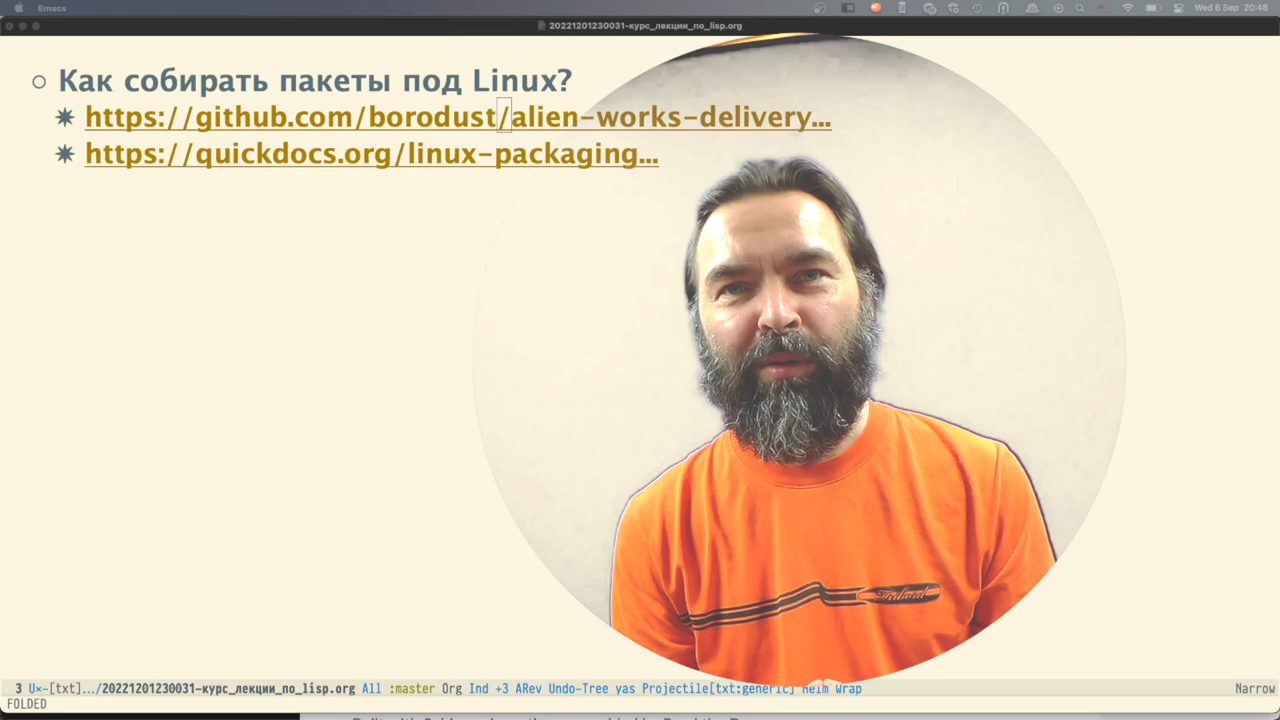 Emacs
Wed 6 Sep 20:48
20221201230031-курс_лекции_по_lisp.org
Как собирать пакеты под Linux?
https://github.com/borodust/alien-works-delivery...
https://quickdocs.org/linux-packaging...
3 U×-[txt].../20221201230031-курс_лекции_по_lisp.org All :master Org Ind +3 ARev Undo-Tree yas Projectile[txt:generic] Helm Wrap Narrow
FOLDED